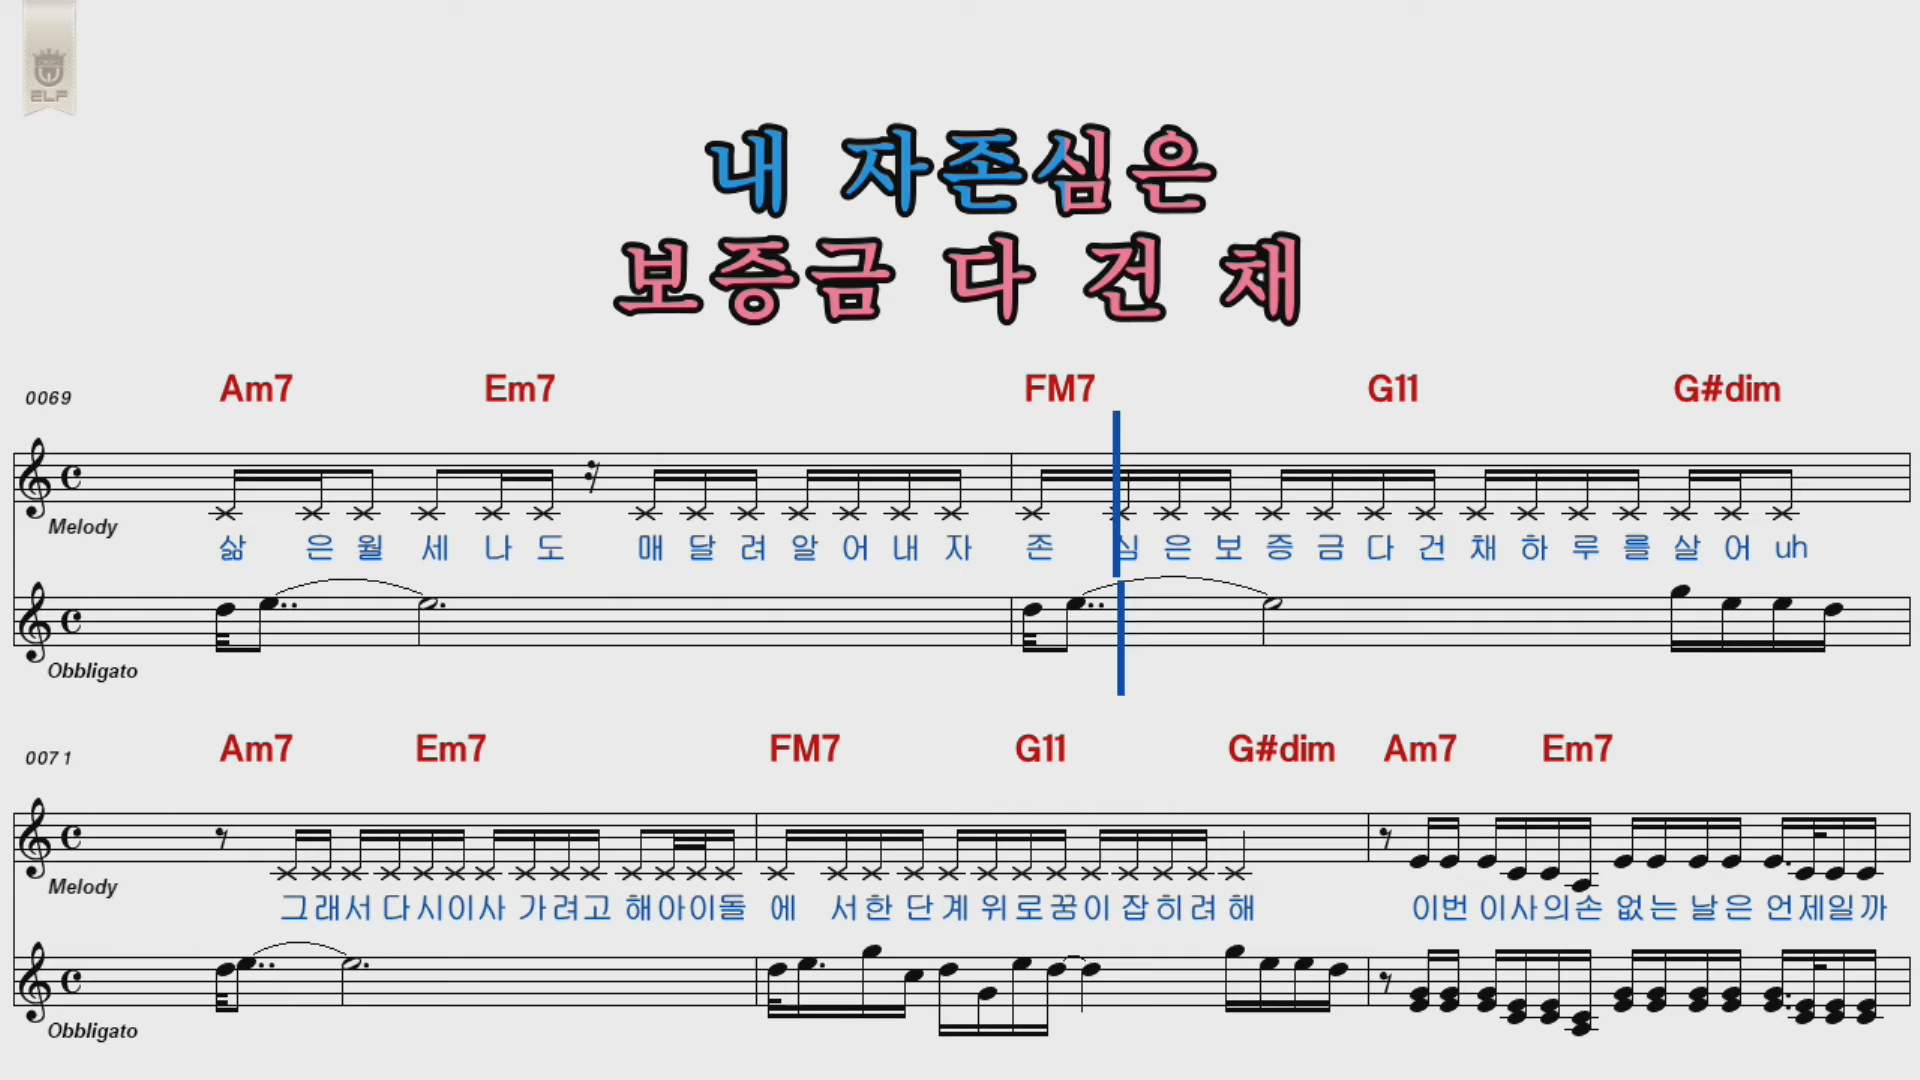 ELF
내 자존심은
보증금 다 건 채
0069 Am7 Em7 FM7 G11 G#dim
Melody
삶 은 월 세 나 도 매 달 려 알 어 내 자 존 심 은 보 증 금 다 건 채 하 루 를 살 어 uh
Obbligato
0071 Am7 Em7 FM7 G11 G#dim Am7 Em7
Melody
그 래 서 다 시 이 사 가 려 고 해 아 이 돌 에 서 한 단 계 위 로 꿈 이 잡 히 려 해 이 번 이 사 의 손 없 는 날 은 언 제 일 까
Obbligato